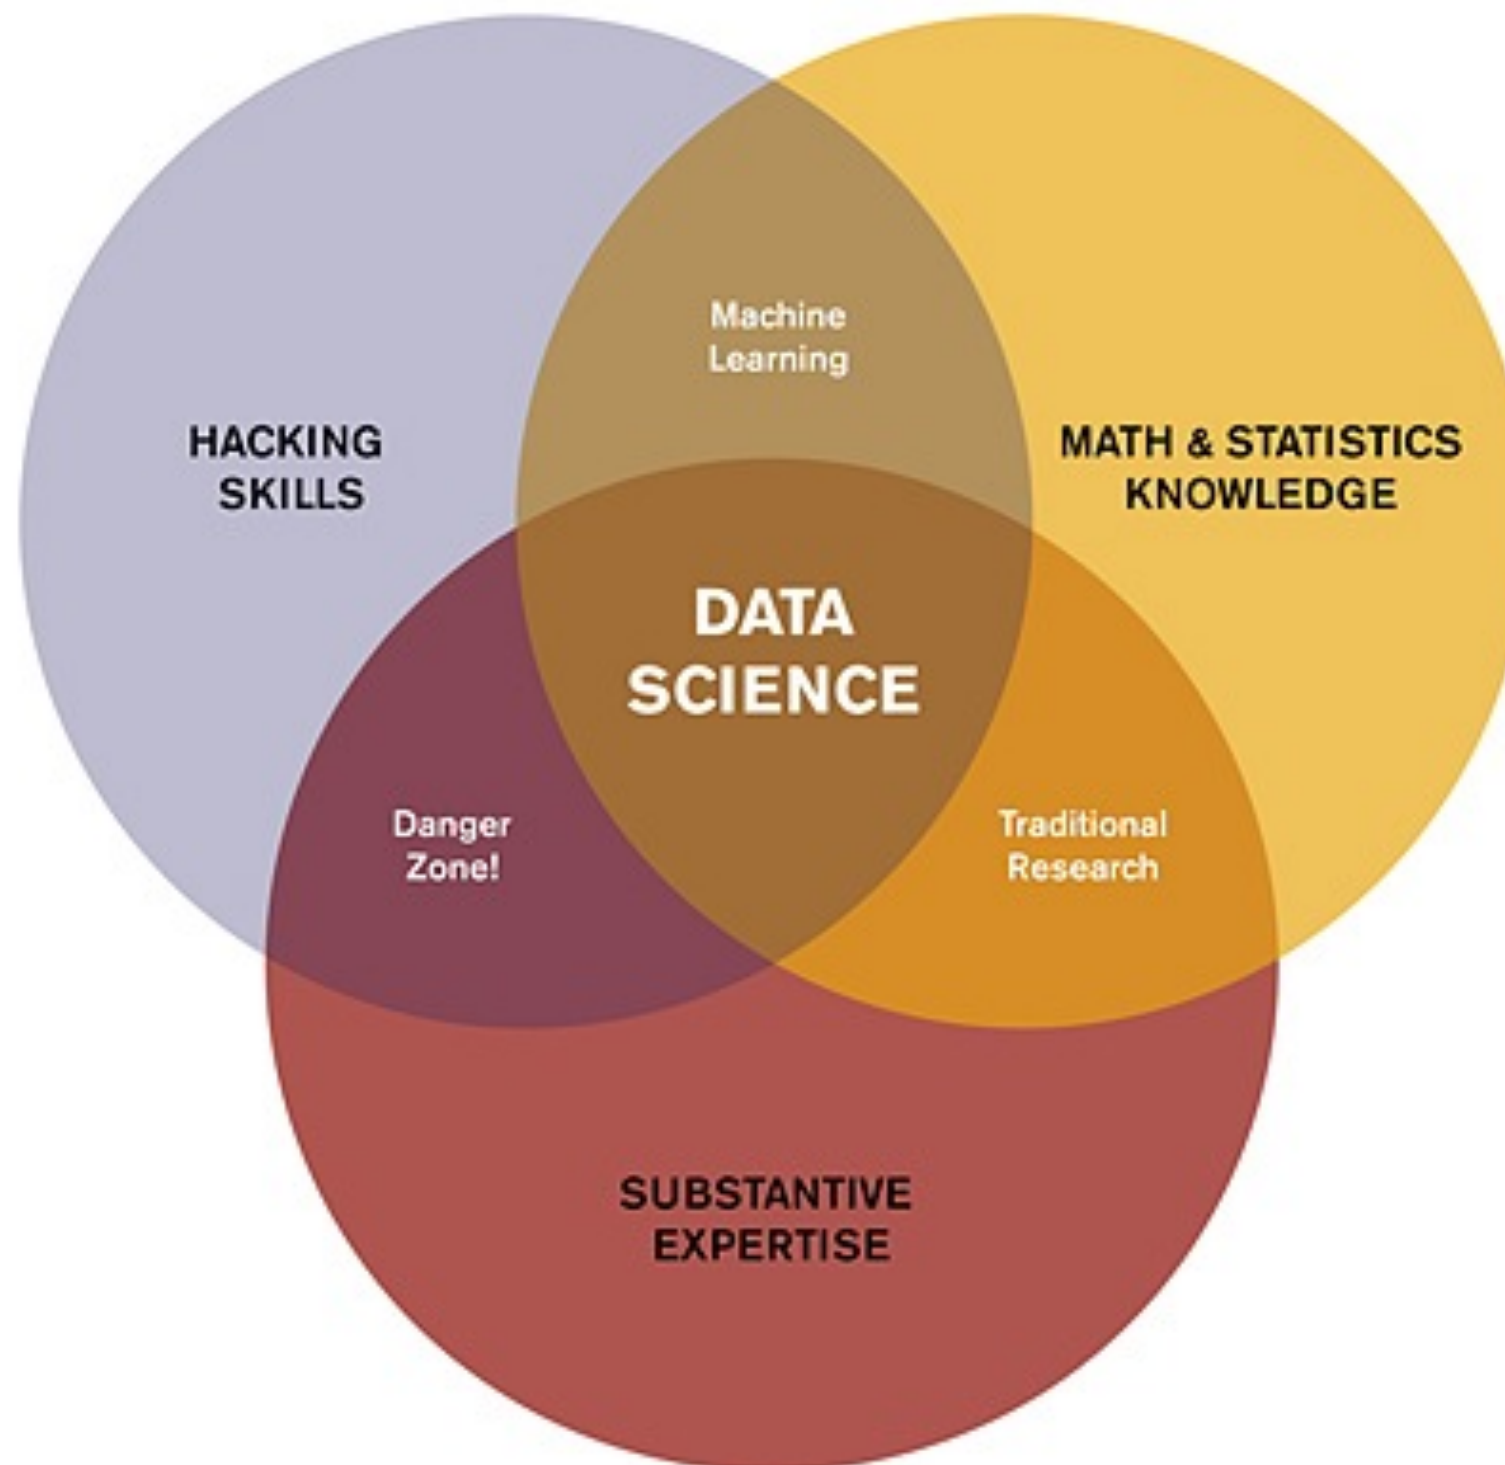 Machine
Learning
HACKING
SKILLS
MATH & STATISTICS
KNOWLEDGE
DATA
SCIENCE
Danger
Zone!
Traditional
Research
SUBSTANTIVE
EXPERTISE